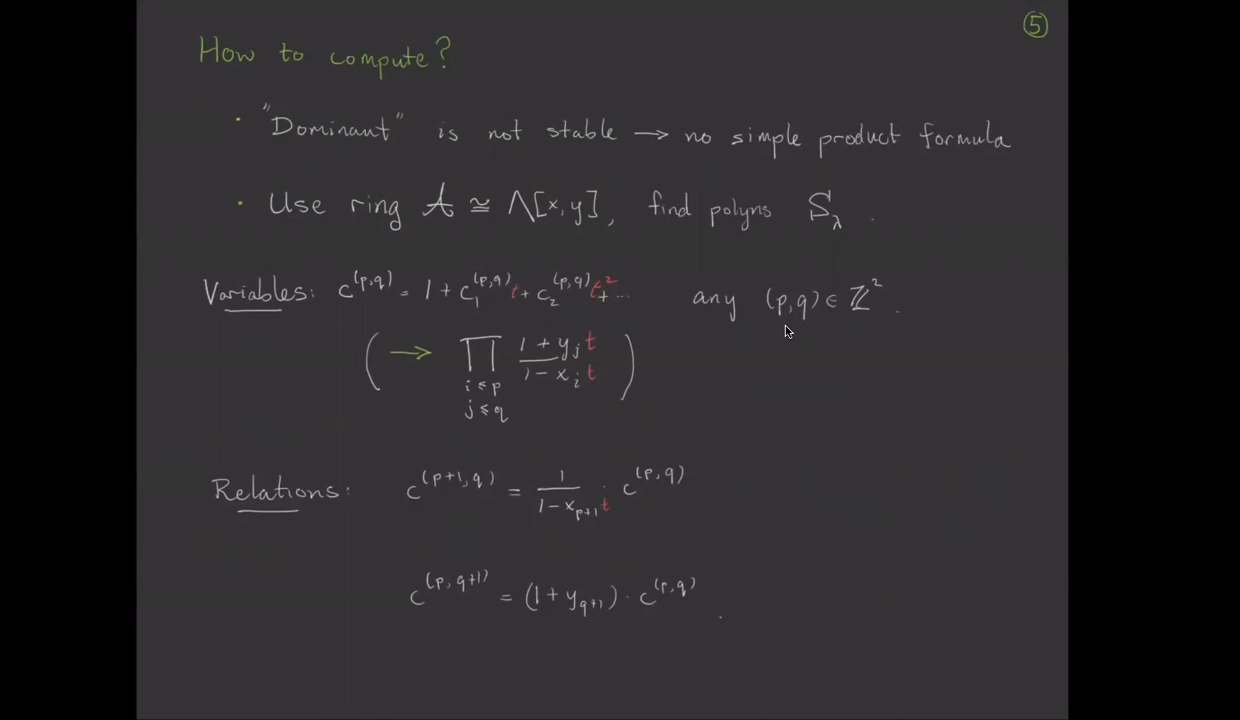 ⑤
How to compute?
• "Dominant" is not stable → no simple product formula
• Use ring 𝒜 ≅ Λ[x,y], find polyns S_λ .
Variables: c^(p,q) = 1 + c_1^(p,q) t + c_2^(p,q) t^2 + ... any (p,q) ∈ ℤ^2 .
( → ∏_{i≤p, j≤q} (1 + y_j t)/(1 - x_i t) )
Relations: c^(p+1,q) = 1/(1 - x_{p+1} t) · c^(p,q)
c^(p,q+1) = (1 + y_{q+1}) · c^(p,q) .